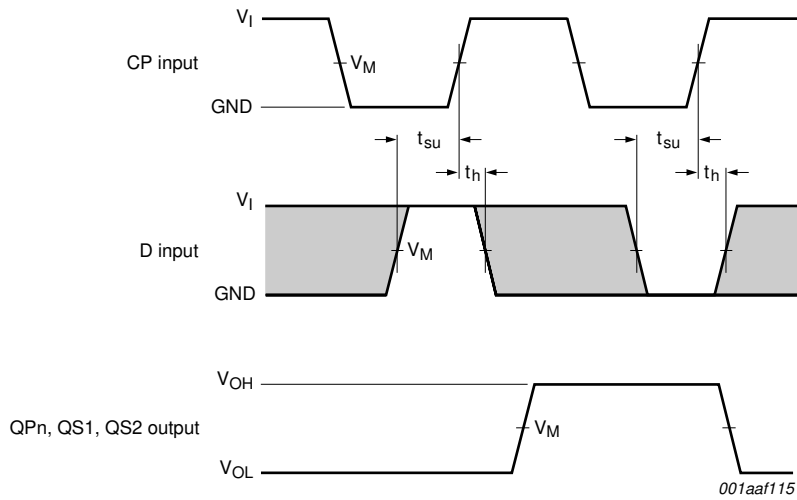 VI
CP input
VM
GND
tsu
tsu
th
th
VI
D input
VM
GND
VOH
QPn, QS1, QS2 output
VM
VOL
001aaf115